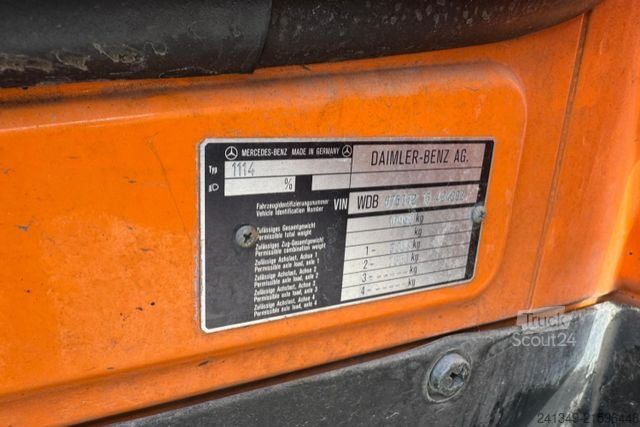 MERCEDES-BENZ MADE IN GERMANY
DAIMLER-BENZ AG.
Typ 1114
%
Fahrzeugidentifizierungsnummer
Vehicle Identification Number
VIN WDB
Zulässiges Gesamtgewicht
Permissible total weight
kg
Zulässiges Zug-Gesamtgewicht
Permissible combination weight
kg
Zulässige Achslast, Achse 1
Permissible axle load, axle 1
1 - kg
Zulässige Achslast, Achse 2
Permissible axle load, axle 2
2 - kg
Zulässige Achslast, Achse 3
Permissible axle load, axle 3
3 - kg
Zulässige Achslast, Achse 4
Permissible axle load, axle 4
4 - kg
Truck
Scout24
241349-21596446